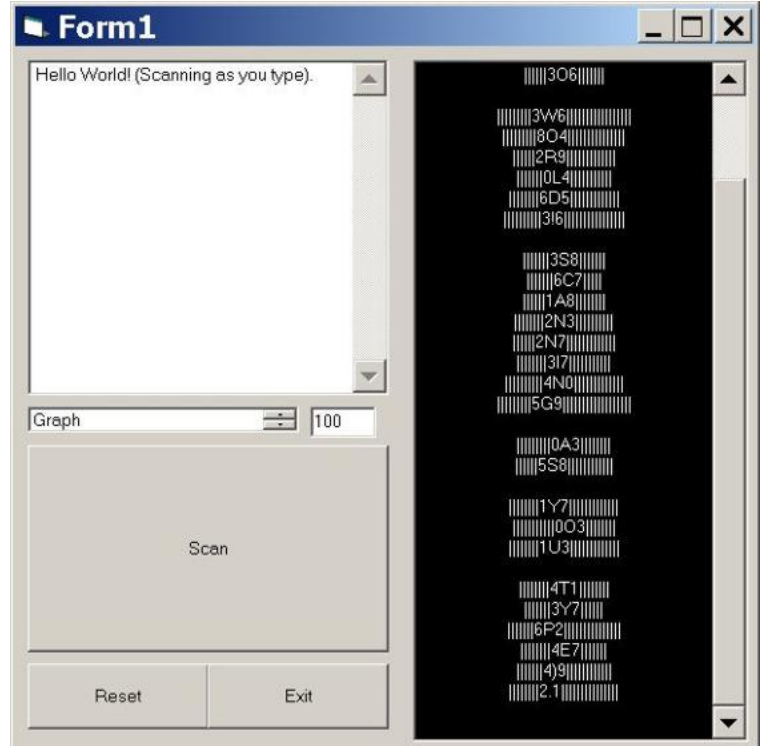 Form1
Hello World! (Scanning as you type).
Graph
100
Scan
Reset
Exit
||||||3O6|||||||
|||||||||3W6||||||||||||||||
|||||||||8O4||||||||||||||
|||||2R9||||||||||||
||||||0L4||||||||||
|||||||6D5||||||||||||
||||||||||3!6|||||||||||||||
||||||3S8|||||||
||||||6C7|||||
|||||1A8|||||||
||||||||2N3||||||||||
|||||2N7|||||||||||||
||||||3I7||||||||||
||||||||||4N0||||||||||||
|||||||||5G9||||||||||||||||||
|||||||||0A3||||||||
||||||5S8||||||||||||
||||||||1Y7||||||||||||
|||||||||||0O3||||||||
||||||||1U3|||||||||||||
||||||||4T1||||||||
||||||3Y7||||||
|||||||6P2||||||||||||||
||||||||4E7|||||||
||||||4)9||||||||||||
||||||||2.1||||||||||||||